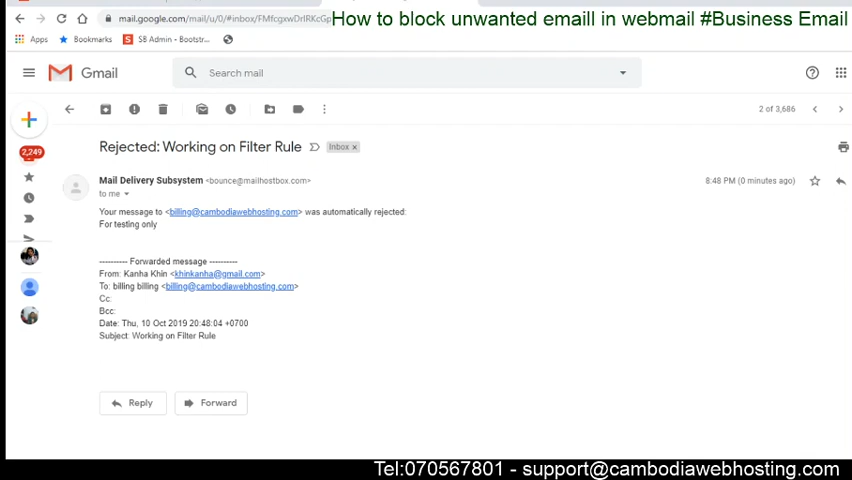 mail.google.com/mail/u/0/#inbox/FMfcgxwDrlRKcGp
How to block unwanted emaill in webmail #Business Email
Apps Bookmarks S SB Admin - Bootstr...
Gmail Search mail
2 of 3,686
2,249
Rejected: Working on Filter Rule Inbox x
Mail Delivery Subsystem <bounce@mailhostbox.com> 8:48 PM (0 minutes ago)
to me
Your message to <billing@cambodiawebhosting.com> was automatically rejected:
For testing only
---------- Forwarded message ----------
From: Kanha Khin <khinkanha@gmail.com>
To: billing billing <billing@cambodiawebhosting.com>
Cc:
Bcc:
Date: Thu, 10 Oct 2019 20:48:04 +0700
Subject: Working on Filter Rule
Reply Forward
Tel:070567801 - support@cambodiawebhosting.com